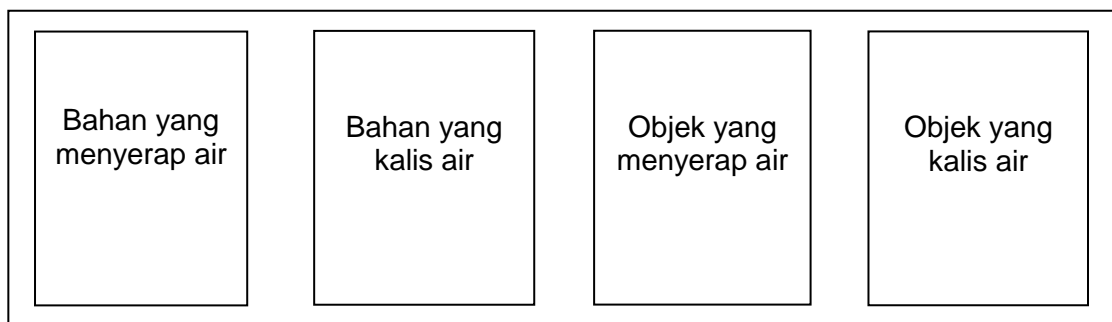 Bahan yang
menyerap air
Bahan yang
kalis air
Objek yang
menyerap air
Objek yang
kalis air